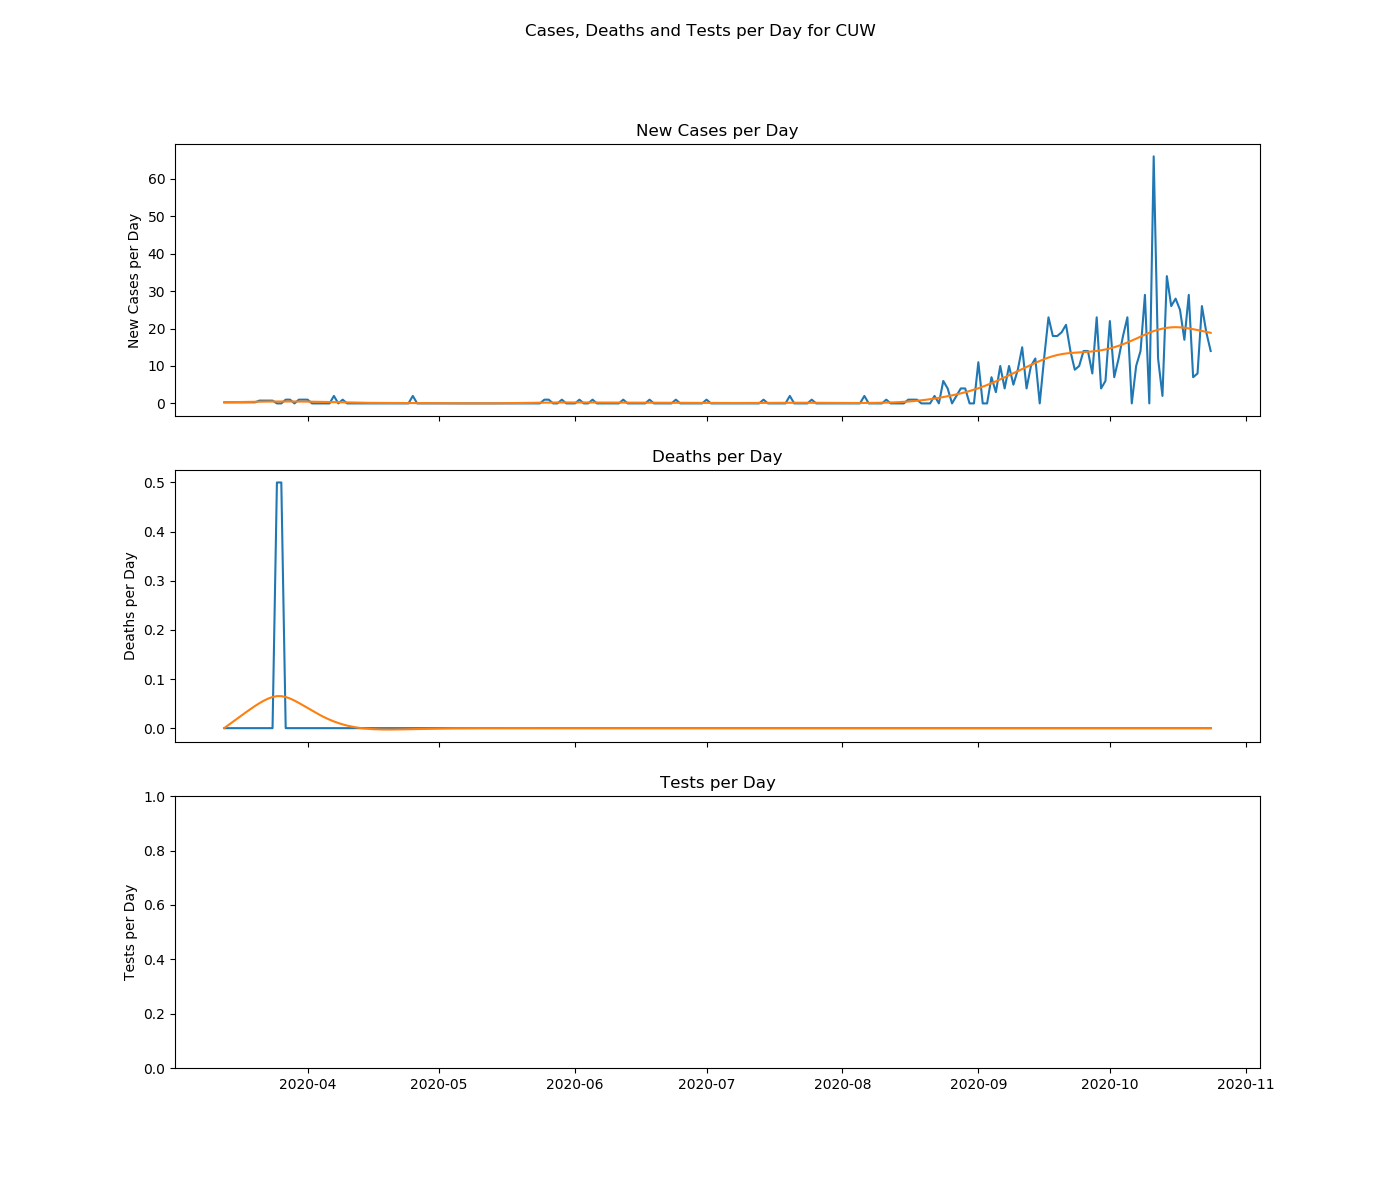 Cases, Deaths and Tests per Day for CUW
New Cases per Day
New Cases per Day
60
50
40
30
20
10
0
Deaths per Day
Deaths per Day
0.5
0.4
0.3
0.2
0.1
0.0
Tests per Day
Tests per Day
1.0
0.8
0.6
0.4
0.2
0.0
2020-04 2020-05 2020-06 2020-07 2020-08 2020-09 2020-10 2020-11